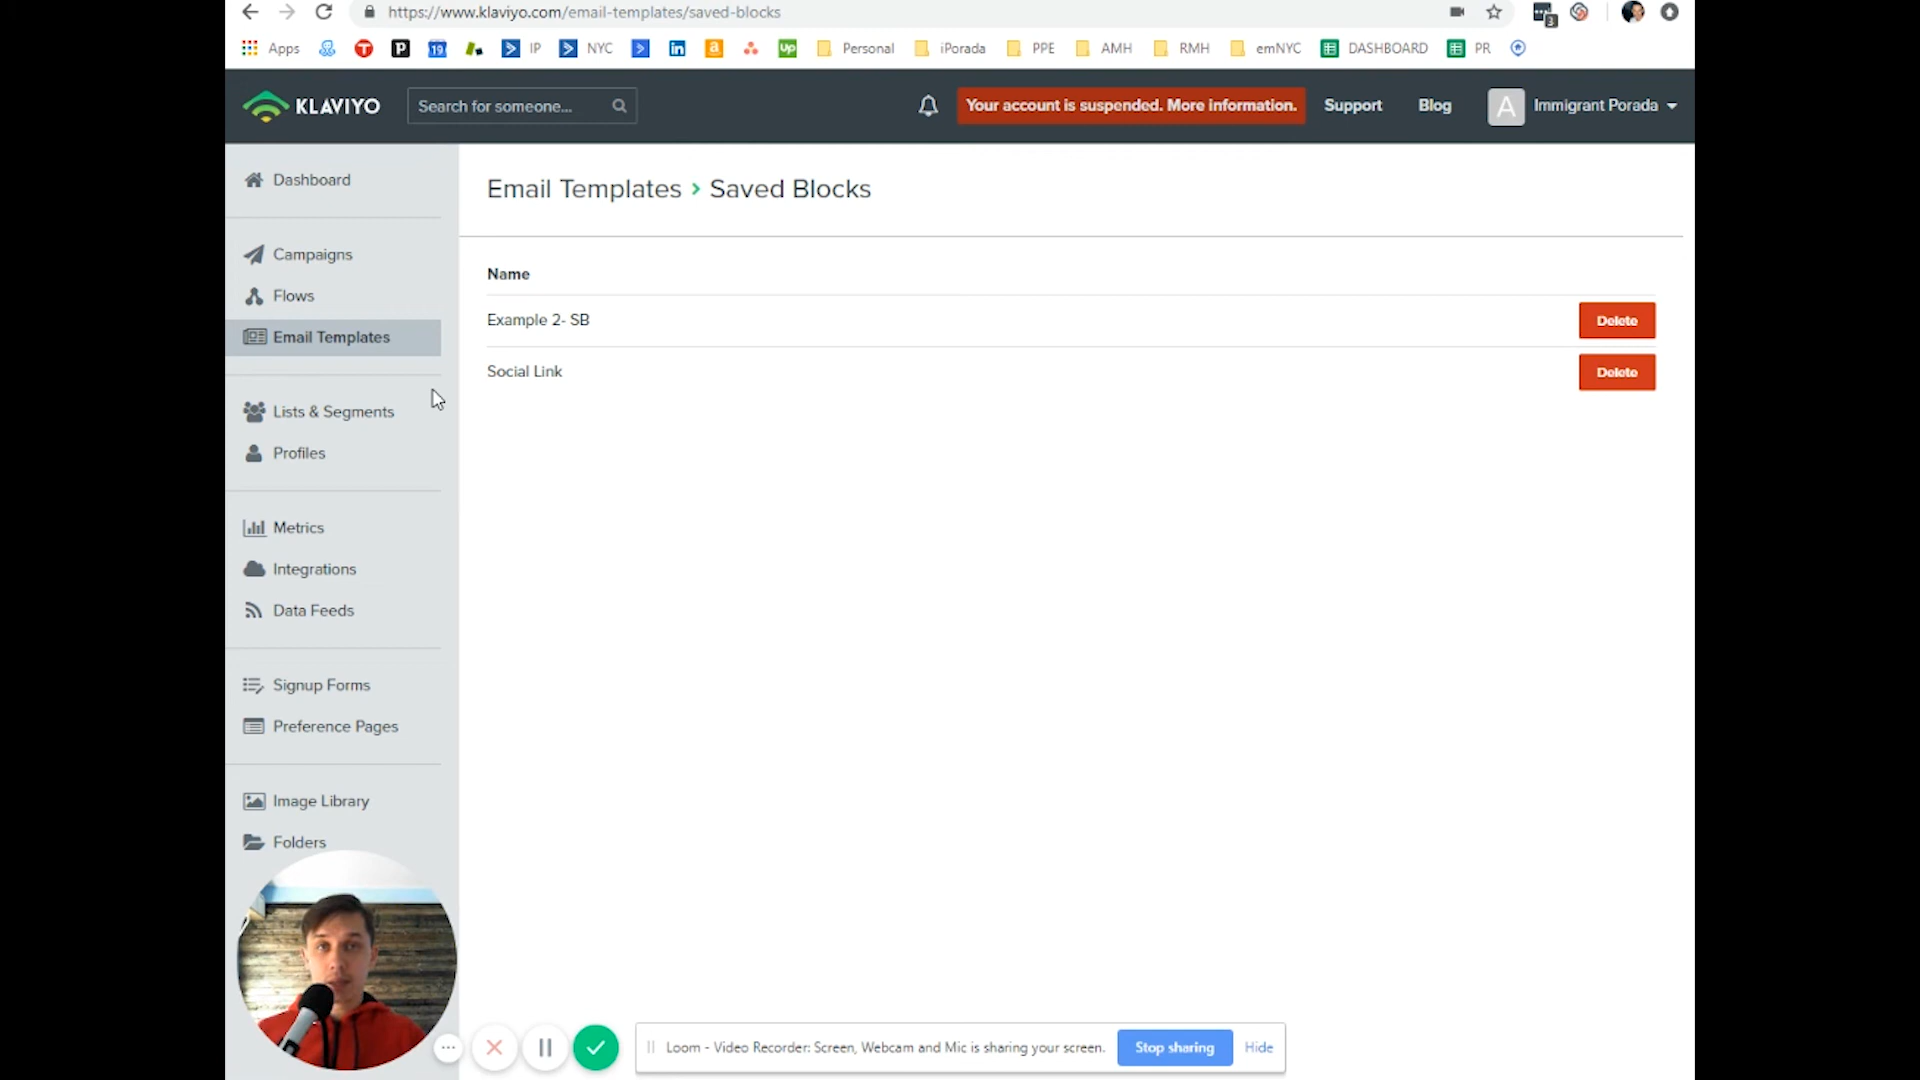 https://www.klaviyo.com/email-templates/saved-blocks
3
Apps
T
P
19
IP
NYC
in
a
Up
Personal
iPorada
PPE
AMH
RMH
emNYC
DASHBOARD
PR
KLAVIYO
Search for someone...
Your account is suspended. More information.
Support
Blog
A
Immigrant Porada
Dashboard
Campaigns
Flows
Email Templates
Lists & Segments
Profiles
Metrics
Integrations
Data Feeds
Signup Forms
Preference Pages
Image Library
Folders
Email Templates > Saved Blocks
Name
Example 2- SB
Delete
Social Link
Delete
Loom - Video Recorder: Screen, Webcam and Mic is sharing your screen.
Stop sharing
Hide